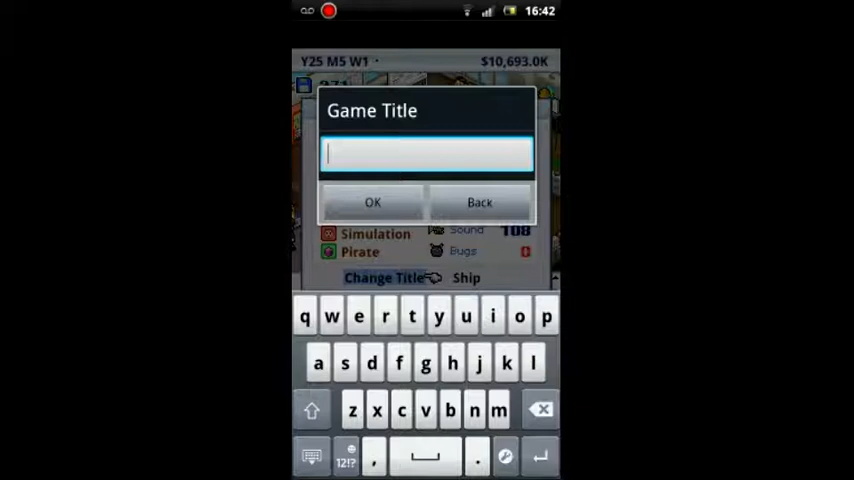 16:42
Y25 M5 W1 $10,693.0K
Game Title
OK Back
Sound 108
Simulation
Pirate Bugs 0
Change Title Ship
q w e r t y u i o p
a s d f g h j k l
z x c v b n m
12!? , .